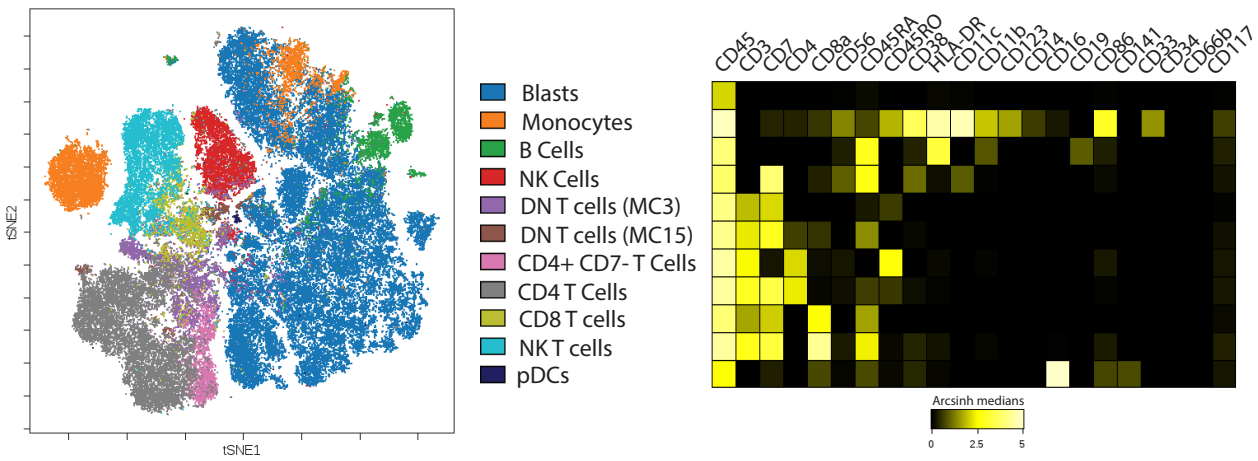 CD45
CD3
CD7
CD4
CD8a
CD56
CD45RA
CD45RO
CD38
HLA-DR
CD11c
CD11b
CD123
CD14
CD16
CD19
CD86
CD141
CD33
CD34
CD66b
CD117
tSNE2
Blasts
Monocytes
B Cells
NK Cells
DN T cells (MC3)
DN T cells (MC15)
CD4+ CD7- T Cells
CD4 T Cells
CD8 T cells
NK T cells
pDCs
tSNE1
Arcsinh medians
0 2.5 5